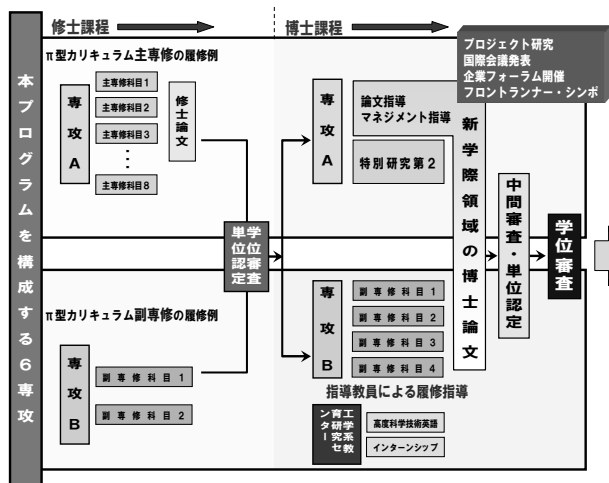 修士課程
博士課程
プロジェクト研究
国際会議発表
企業フォーラム開催
フロントランナー・シンポ
本プログラムを構成する6専攻
π型カリキュラム主専修の履修例
専攻A
主専修科目1
主専修科目2
主専修科目3
主専修科目8
修士論文
学位審査
単位認定
π型カリキュラム副専修の履修例
専攻B
副専修科目1
副専修科目2
専攻A
論文指導
マネジメント指導
特別研究第2
専攻B
副専修科目1
副専修科目2
副専修科目3
副専修科目4
新学際領域の博士論文
中間審査・単位認定
学位審査
指導教員による履修指導
工学系教
育研究セ
ンター
高度科学技術英語
インターンシップ